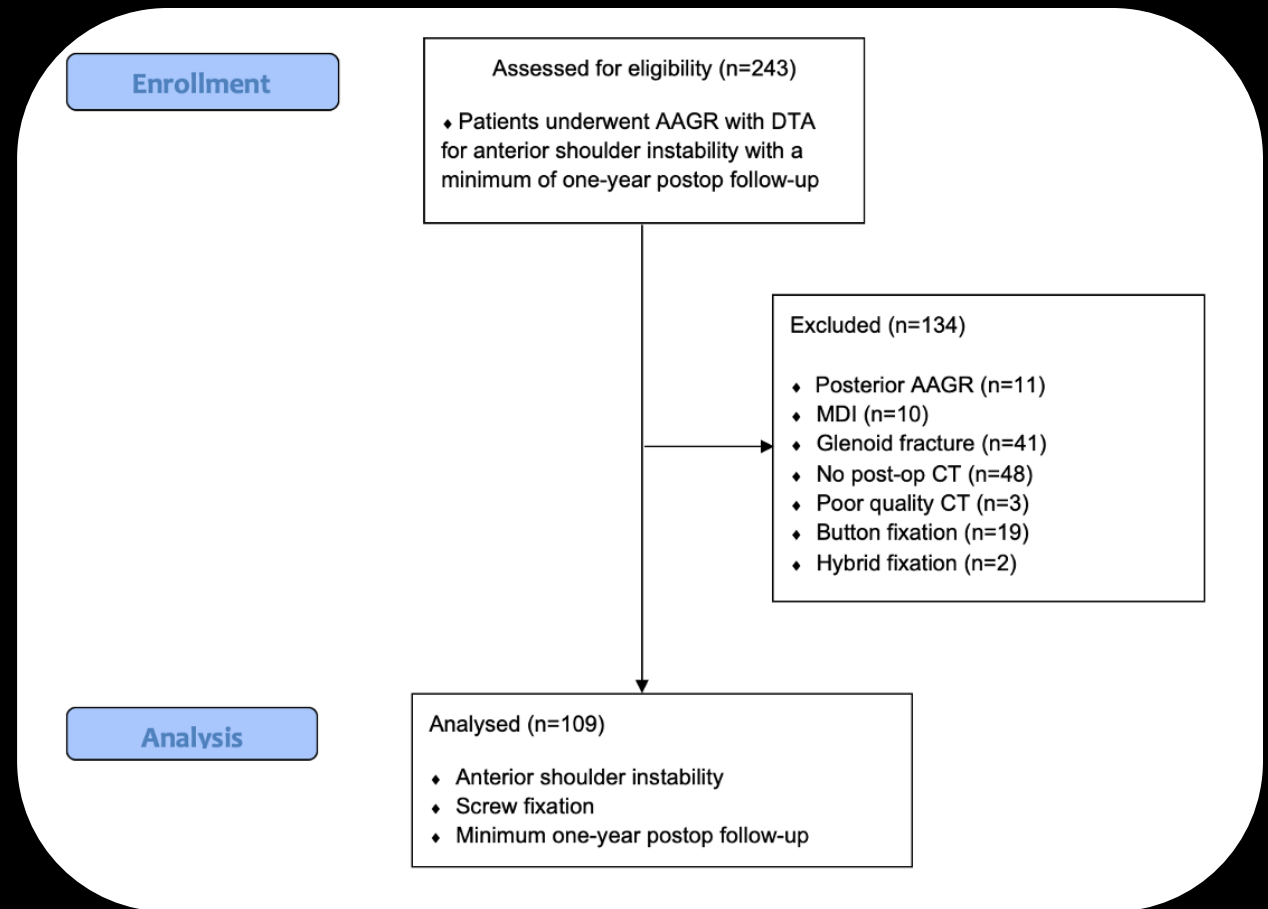 Enrollment
Assessed for eligibility (n=243)
♦ Patients underwent AAGR with DTA
for anterior shoulder instability with a
minimum of one-year postop follow-up
Excluded (n=134)
♦ Posterior AAGR (n=11)
♦ MDI (n=10)
♦ Glenoid fracture (n=41)
♦ No post-op CT (n=48)
♦ Poor quality CT (n=3)
♦ Button fixation (n=19)
♦ Hybrid fixation (n=2)
Analysis
Analysed (n=109)
♦ Anterior shoulder instability
♦ Screw fixation
♦ Minimum one-year postop follow-up